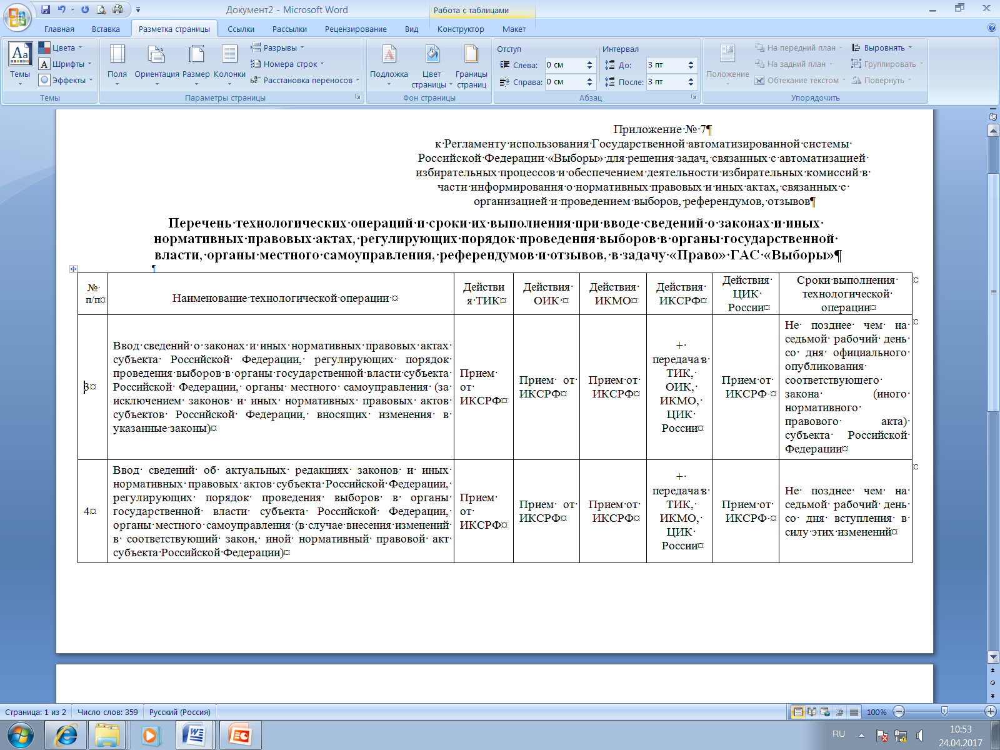 Документ2 - Microsoft Word
Работа с таблицами
Главная Вставка Разметка страницы Ссылки Рассылки Рецензирование Вид Конструктор Макет
Темы
Цвета
Шрифты
Эффекты
Темы
Поля Ориентация Размер Колонки
Разрывы
Номера строк
Расстановка переносов
Параметры страницы
Подложка Цвет страницы Границы страниц
Фон страницы
Отступ
Слева: 0 см
Справа: 0 см
Интервал
До: 3 пт
После: 3 пт
Абзац
Положение
На передний план
На задний план
Обтекание текстом
Выровнять
Группировать
Повернуть
Упорядочить
Приложение № 7¶
к Регламенту использования Государственной автоматизированной системы
Российской Федерации «Выборы» для решения задач, связанных с автоматизацией
избирательных процессов и обеспечением деятельности избирательных комиссий в
части информирования о нормативных правовых и иных актах, связанных с
организацией и проведением выборов, референдумов, отзывов¶
Перечень технологических операций и сроки их выполнения при вводе сведений о законах и иных
нормативных правовых актах, регулирующих порядок проведения выборов в органы государственной
власти, органы местного самоуправления, референдумов и отзывов, в задачу «Право» ГАС «Выборы»¶
¶
№
п/п¤
Наименование технологической операции ¤
Действи
я ТИК¤
Действия
ОИК ¤
Действия
ИКМО¤
Действия
ИКСРФ¤
Действия
ЦИК
России¤
Сроки выполнения
технологической
операции¤
3¤
Ввод сведений о законах и иных нормативных правовых актах
субъекта Российской Федерации, регулирующих порядок
проведения выборов в органы государственной власти субъекта
Российской Федерации, органы местного самоуправления (за
исключением законов и иных нормативных правовых актов
субъектов Российской Федерации, вносящих изменения в
указанные законы)¤
Прием
от
ИКСРФ¤
Прием от
ИКСРФ¤
Прием от
ИКСРФ¤
+
передача в
ТИК,
ОИК,
ИКМО,
ЦИК
России¤
Прием от
ИКСРФ ¤
Не позднее чем на
седьмой рабочий день
со дня официального
опубликования
соответствующего
закона (иного
нормативного
правового акта)
субъекта Российской
Федерации¤
4¤
Ввод сведений об актуальных редакциях законов и иных
нормативных правовых актов субъекта Российской Федерации,
регулирующих порядок проведения выборов в органы
государственной власти субъекта Российской Федерации,
органы местного самоуправления (в случае внесения изменений
в соответствующий закон, иной нормативный правовой акт
субъекта Российской Федерации)¤
Прием
от
ИКСРФ¤
Прием от
ИКСРФ¤
Прием от
ИКСРФ¤
+
передача в
ТИК,
ИКМО,
ЦИК
России¤
Прием от
ИКСРФ ¤
Не позднее чем на
седьмой рабочий день
со дня вступления в
силу этих изменений¤
Страница: 1 из 2 Число слов: 359 Русский (Россия) 100%
RU
10:53
24.04.2017